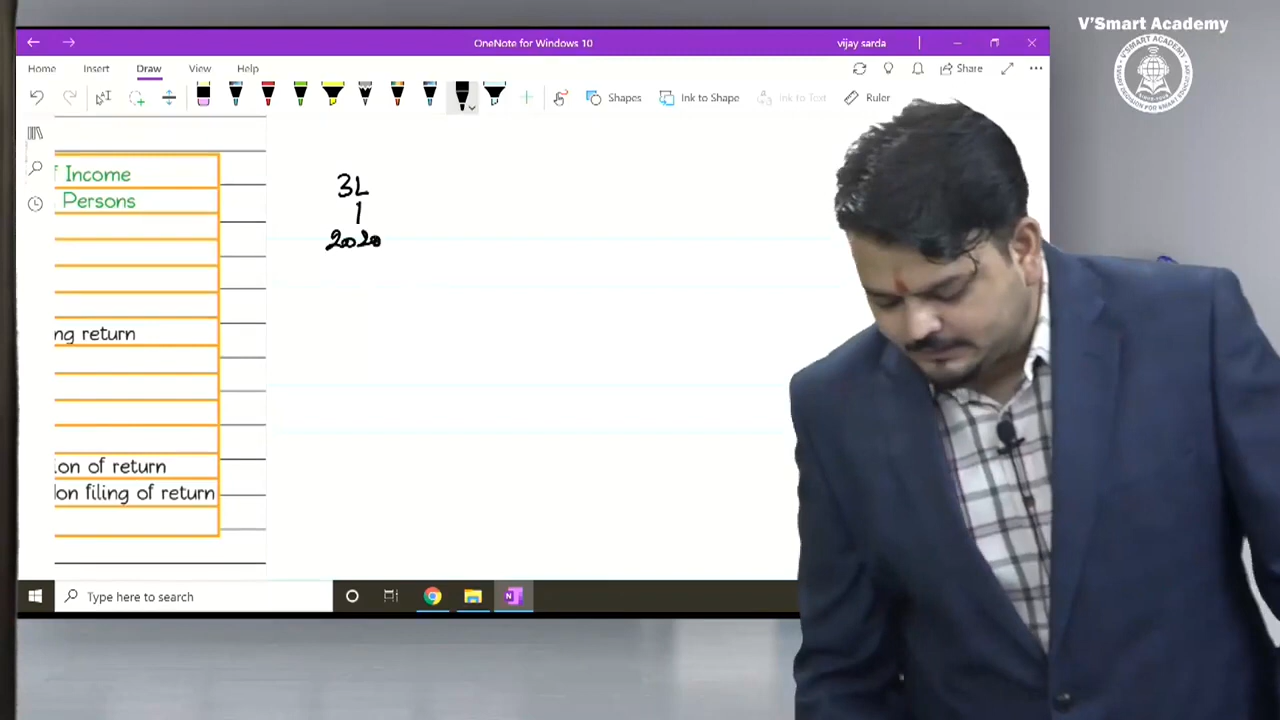 V'Smart Academy
OneNote for Windows 10
vijay sarda
Home Insert Draw View Help
Share
Shapes Ink to Shape Ink to Text Ruler
f Income
Persons
ng return
ion of return
on filing of return
3L
1
2020
Type here to search